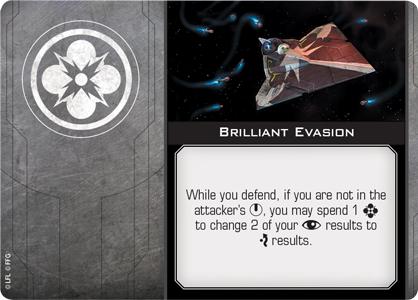 BRILLIANT EVASION
While you defend, if you are not in the
attacker's , you may spend 1
to change 2 of your results to
results.
©LFL ©FFG